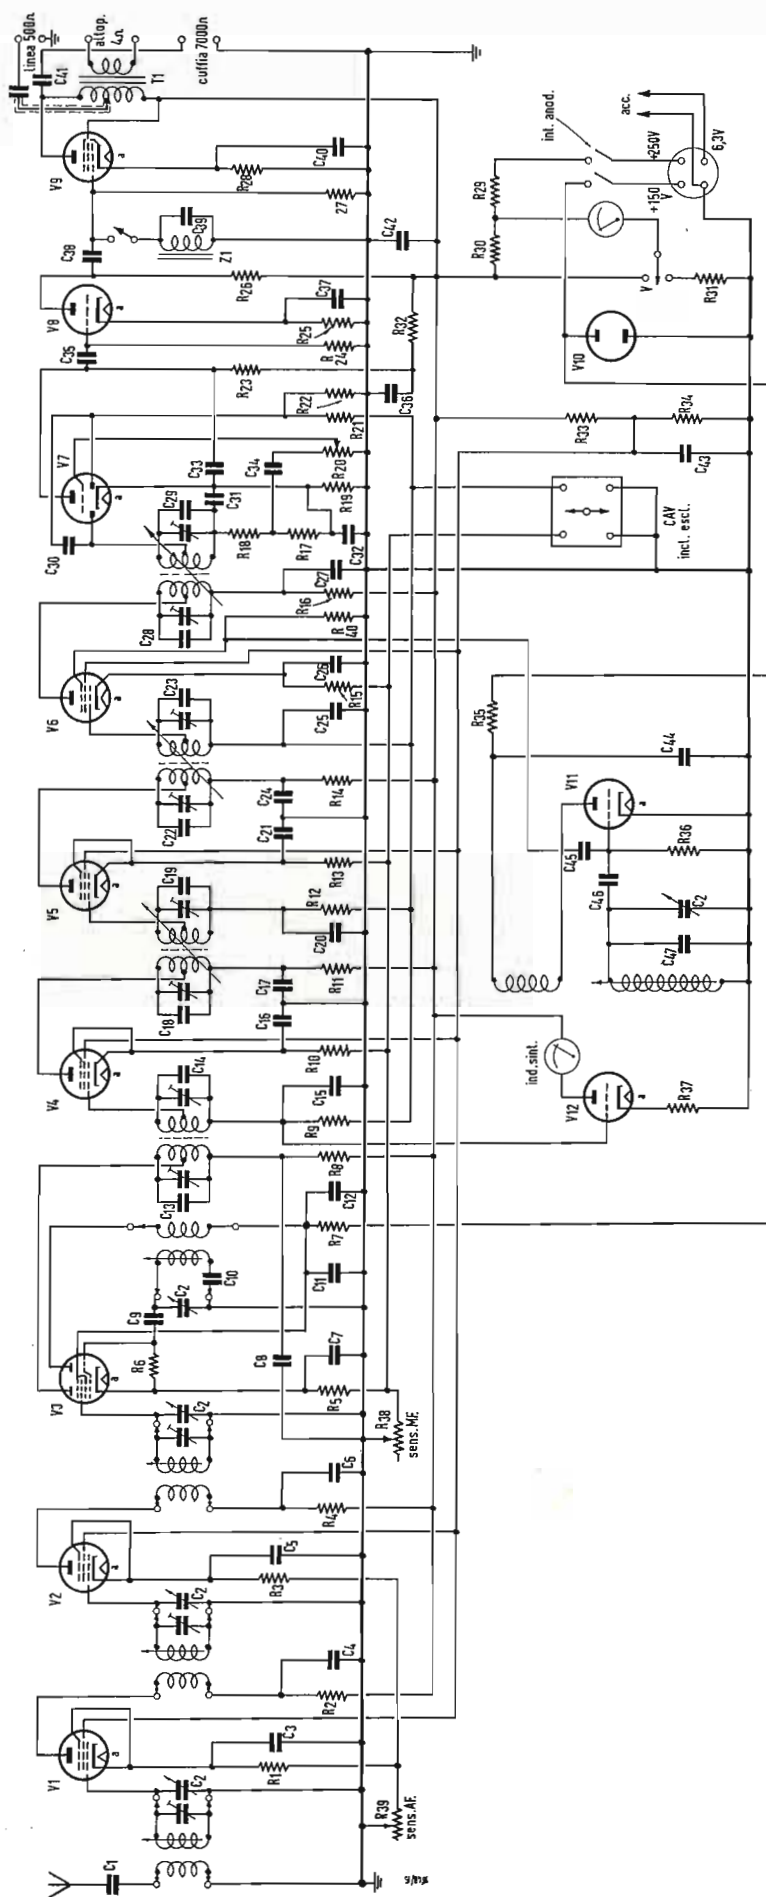 V1
V2
V3
V4
V5
V6
V7
V8
V9
linea 500Ω
altop.
4Ω
cuffia 7000Ω
C41
T1
a
a
a
a
a
a
a
a
a
C1
C2
C2
R6
C9
C2
C2
C10
C13
C14
C18
C19
C22
C23
C28
C29
C30
C35
C38
C39
Z1
R1
C3
R2
C4
R3
C5
R4
C6
R5
C7
C8
C11
R7
C12
R8
R9
C15
R10
C16
C17
R11
C20
R12
R13
C21
C24
R14
C25
R15
C26
R
40
R16
C27
C32
R17
R18
C31
C33
C34
R19
R20
R21
R22
C36
R23
R
24
R25
C37
R26
27
R28
C40
C42
R32
R39
sens.AF.
R38
sens.MF.
R29
R30
int. anod.
acc.
+250V
+150
V
6,3V
V
R31
V10
R33
R34
C43
CAV
incl. escl.
R35
C44
V11
a
C45
C46
R36
C2
C47
ind.sint.
V12
a
R37